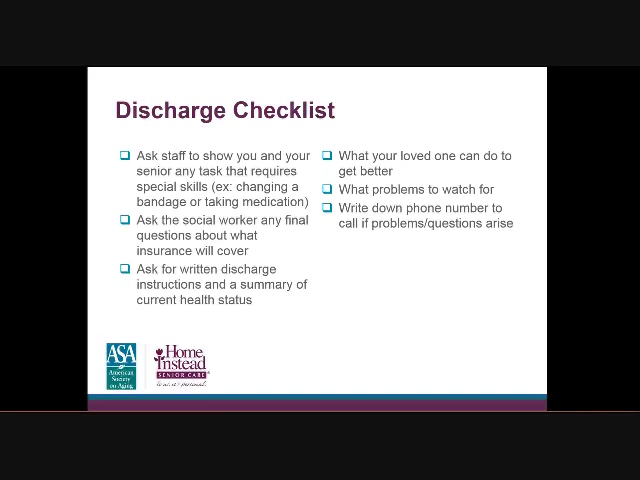 Discharge Checklist
Ask staff to show you and your
senior any task that requires
special skills (ex: changing a
bandage or taking medication)
Ask the social worker any final
questions about what
insurance will cover
Ask for written discharge
instructions and a summary of
current health status
What your loved one can do to
get better
What problems to watch for
Write down phone number to
call if problems/questions arise
ASA
American
Society
on Aging
Home
Instead
SENIOR CARE
to us, it's personal.